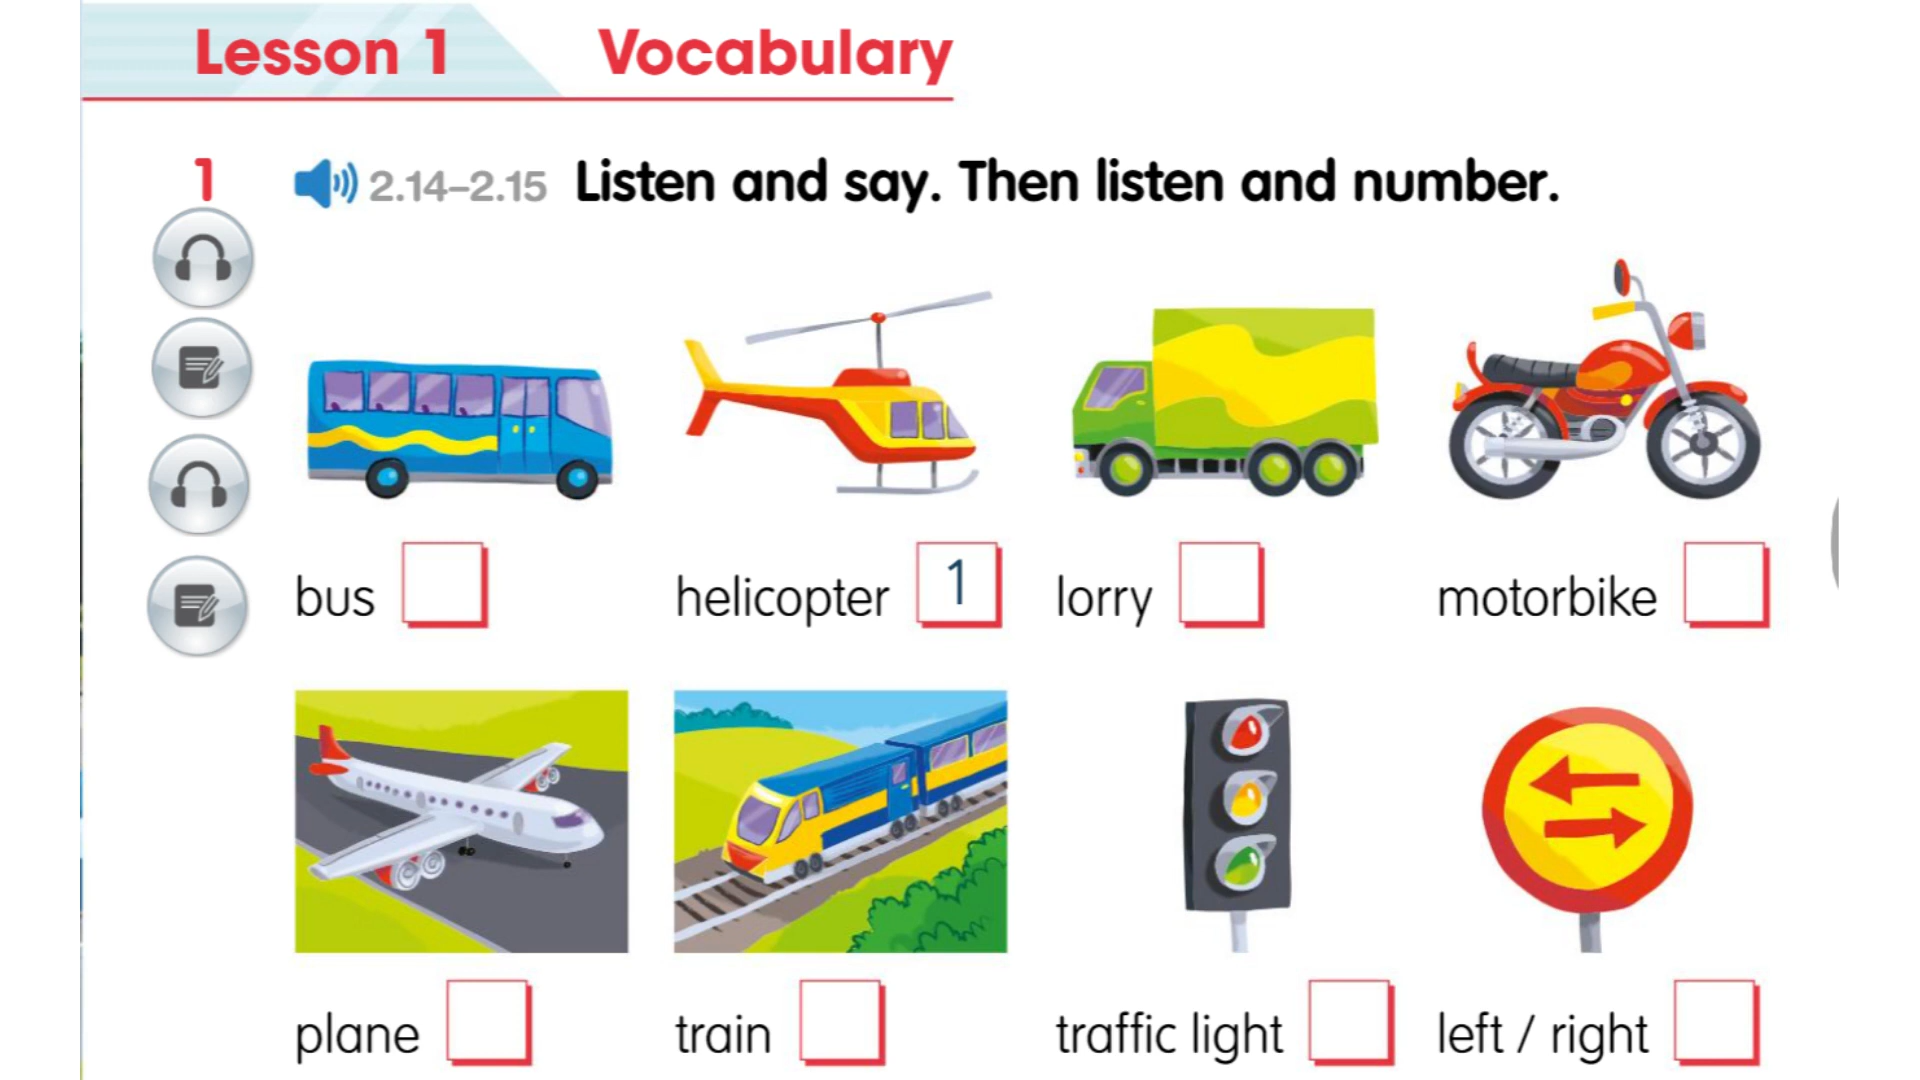 Lesson 1 Vocabulary
1 2.14–2.15 Listen and say. Then listen and number.
bus helicopter 1 lorry motorbike
plane train traffic light left / right